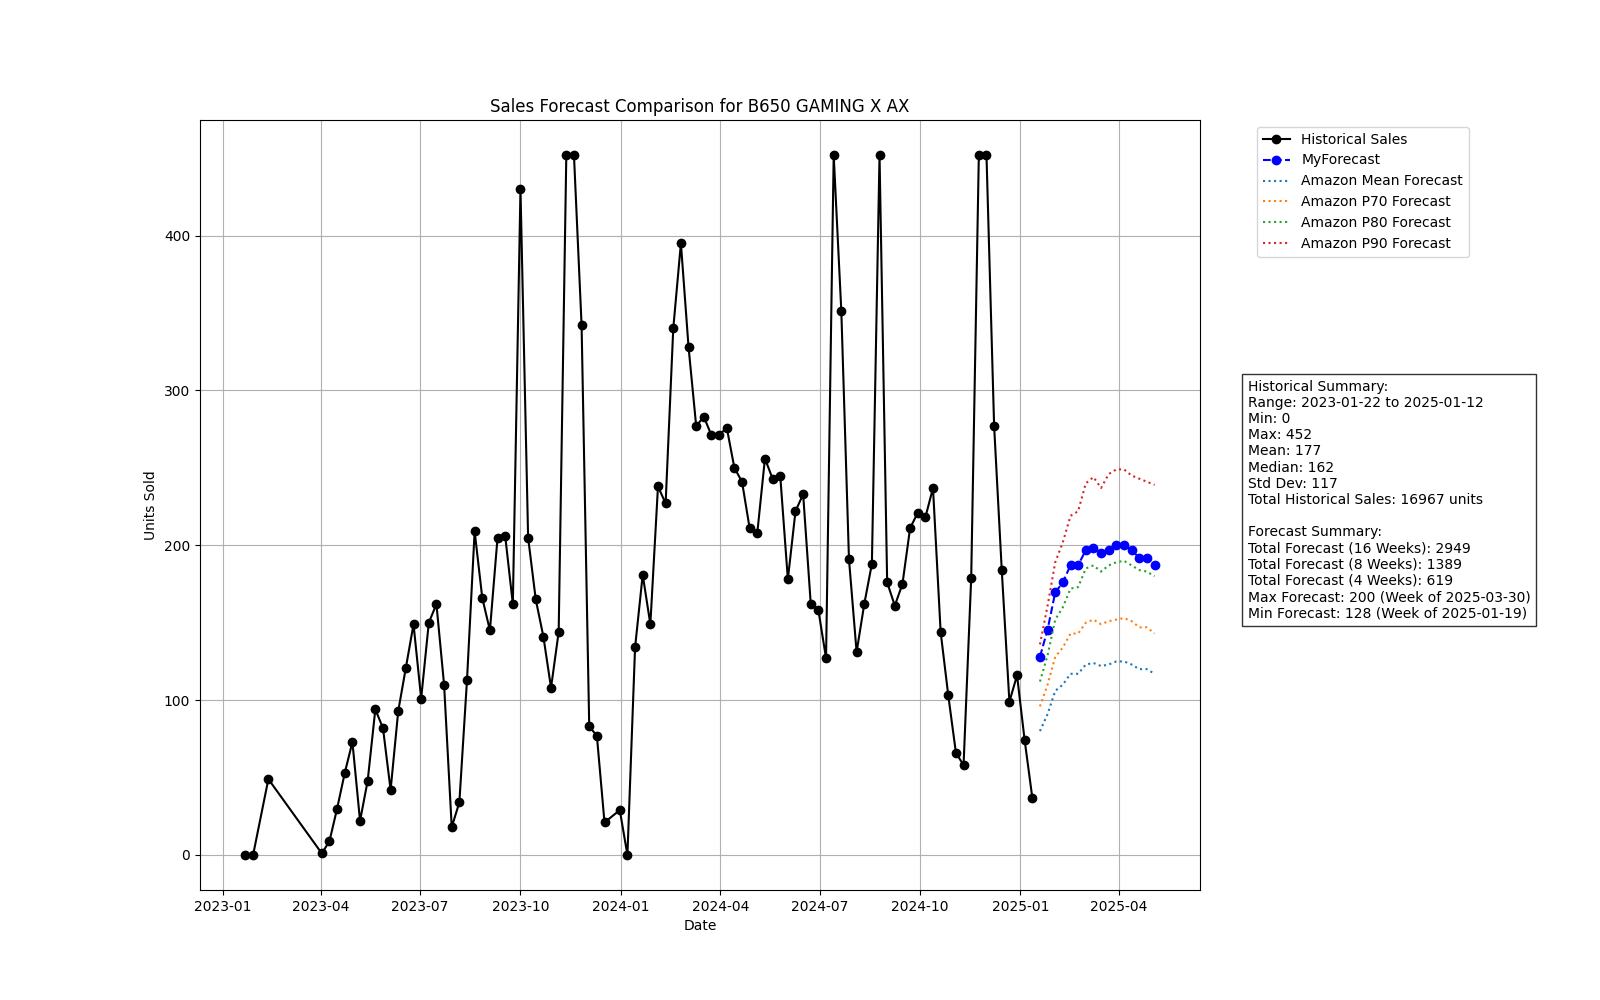 Sales Forecast Comparison for B650 GAMING X AX
Historical Sales
MyForecast
Amazon Mean Forecast
Amazon P70 Forecast
Amazon P80 Forecast
Amazon P90 Forecast
Units Sold
400
300
200
100
0
2023-01
2023-04
2023-07
2023-10
2024-01
2024-04
2024-07
2024-10
2025-01
2025-04
Date
Historical Summary:
Range: 2023-01-22 to 2025-01-12
Min: 0
Max: 452
Mean: 177
Median: 162
Std Dev: 117
Total Historical Sales: 16967 units
Forecast Summary:
Total Forecast (16 Weeks): 2949
Total Forecast (8 Weeks): 1389
Total Forecast (4 Weeks): 619
Max Forecast: 200 (Week of 2025-03-30)
Min Forecast: 128 (Week of 2025-01-19)